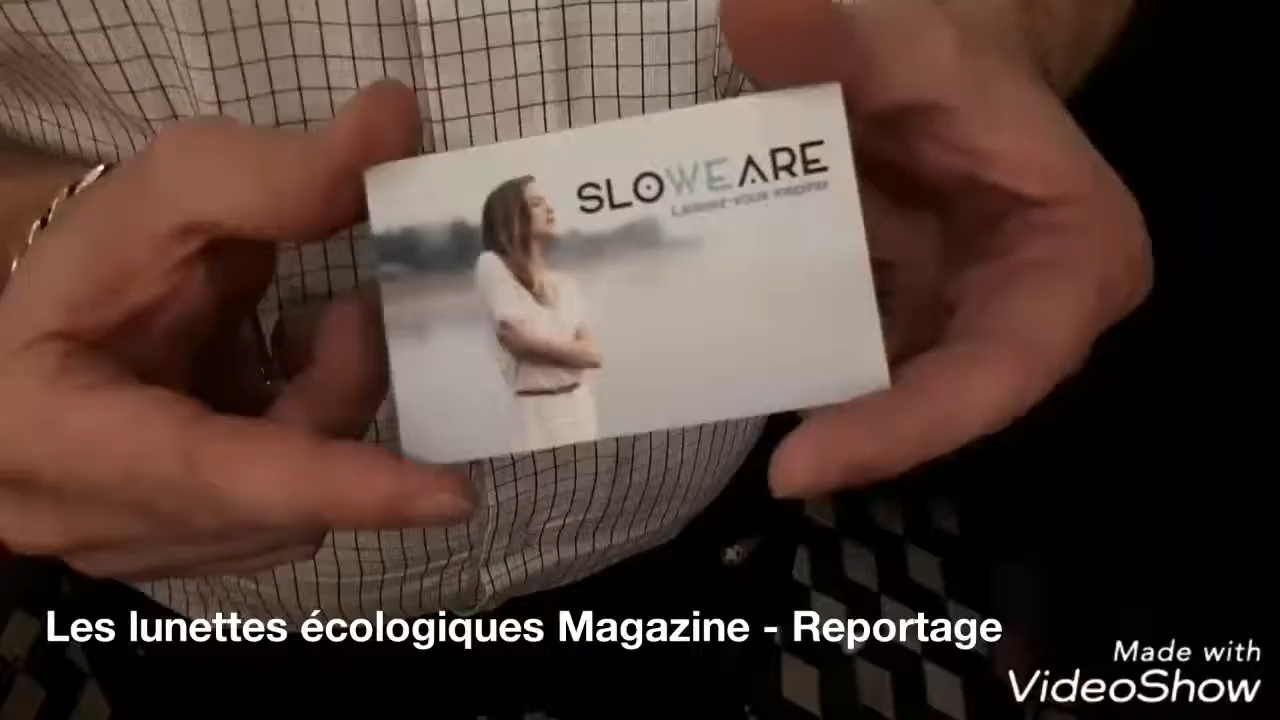 SLOWEARE
Laissez-vous inspirer
Les lunettes écologiques Magazine - Reportage
Made with
VideoShow